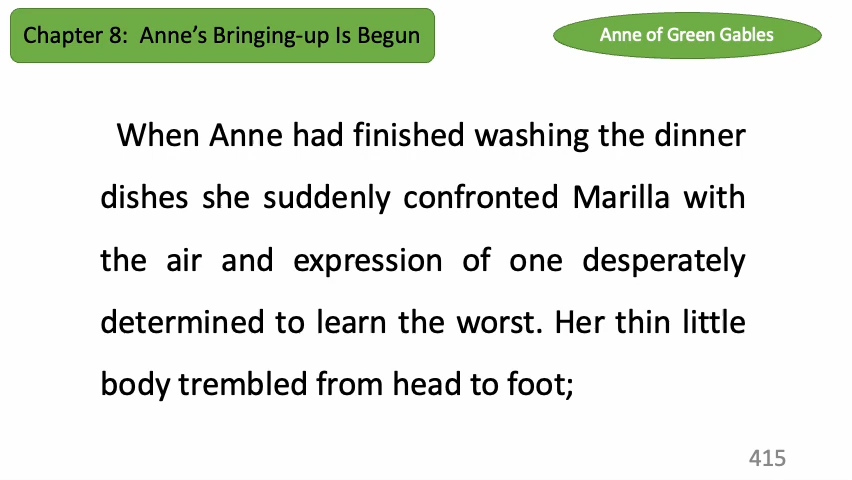 Chapter 8:  Anne’s Bringing-up Is Begun
Anne of Green Gables
When Anne had finished washing the dinner
dishes she suddenly confronted Marilla with
the air and expression of one desperately
determined to learn the worst. Her thin little
body trembled from head to foot;
415